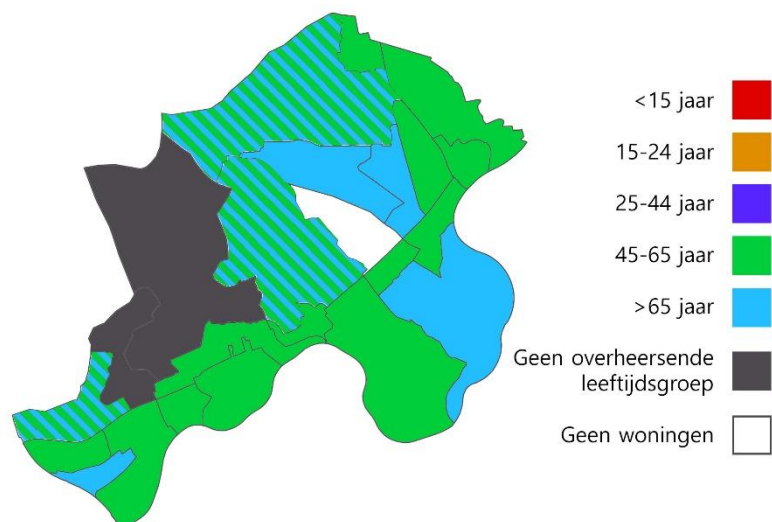 <15 jaar
15-24 jaar
25-44 jaar
45-65 jaar
>65 jaar
Geen overheersende
leeftijdsgroep
Geen woningen